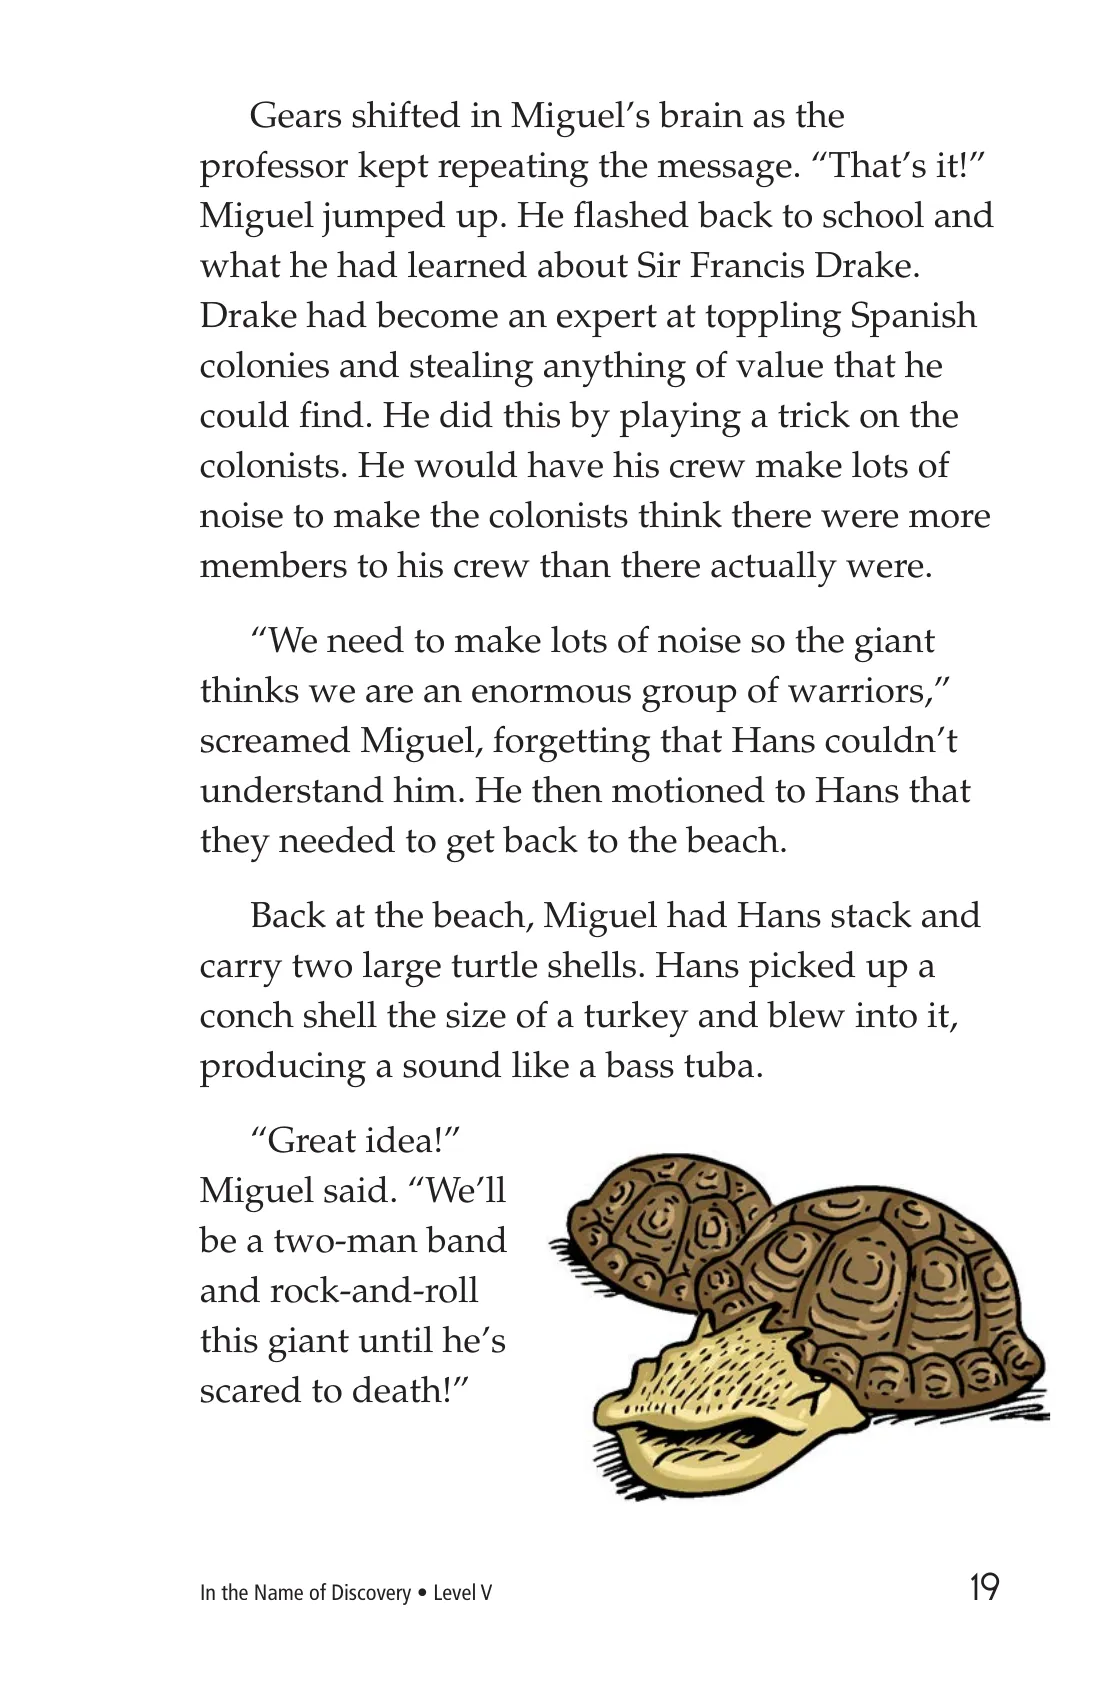 Gears shifted in Miguel’s brain as the
professor kept repeating the message. “That’s it!”
Miguel jumped up. He flashed back to school and
what he had learned about Sir Francis Drake.
Drake had become an expert at toppling Spanish
colonies and stealing anything of value that he
could find. He did this by playing a trick on the
colonists. He would have his crew make lots of
noise to make the colonists think there were more
members to his crew than there actually were.
“We need to make lots of noise so the giant
thinks we are an enormous group of warriors,”
screamed Miguel, forgetting that Hans couldn’t
understand him. He then motioned to Hans that
they needed to get back to the beach.
Back at the beach, Miguel had Hans stack and
carry two large turtle shells. Hans picked up a
conch shell the size of a turkey and blew into it,
producing a sound like a bass tuba.
“Great idea!”
Miguel said. “We’ll
be a two-man band
and rock-and-roll
this giant until he’s
scared to death!”
In the Name of Discovery • Level V
19